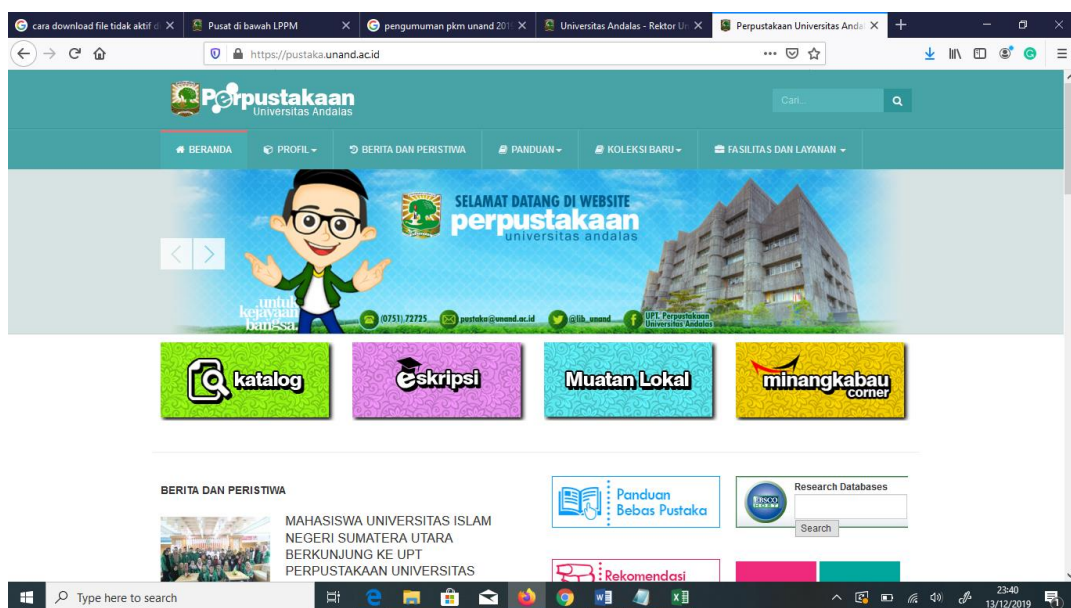 cara download file tidak aktif di
Pusat di bawah LPPM
pengumuman pkm unand 2019
Universitas Andalas - Rektor Un
Perpustakaan Universitas Andal
https://pustaka.unand.ac.id
Perpustakaan
Universitas Andalas
Cari...
BERANDA
PROFIL
BERITA DAN PERISTIWA
PANDUAN
KOLEKSI BARU
FASILITAS DAN LAYANAN
SELAMAT DATANG DI WEBSITE
perpustakaan
universitas andalas
untuk
kejayaan
bangsa.
(0751) 72725
pustaka@unand.ac.id
@lib_unand
UPT. Perpustakaan
Universitas Andalas
katalog
eskripsi
Muatan Lokal
minangkabau
corner
BERITA DAN PERISTIWA
MAHASISWA UNIVERSITAS ISLAM
NEGERI SUMATERA UTARA
BERKUNJUNG KE UPT
PERPUSTAKAAN UNIVERSITAS
Panduan
Bebas Pustaka
EBSCO
HOST
Research Databases
Search
Rekomendasi
Type here to search
23:40
13/12/2019